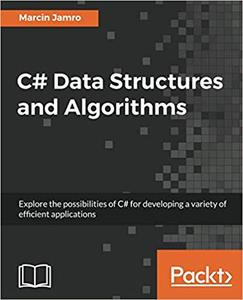 Marcin Jamro
C# Data Structures
and Algorithms
Explore the possibilities of C# for developing a variety of
efficient applications
Packt>